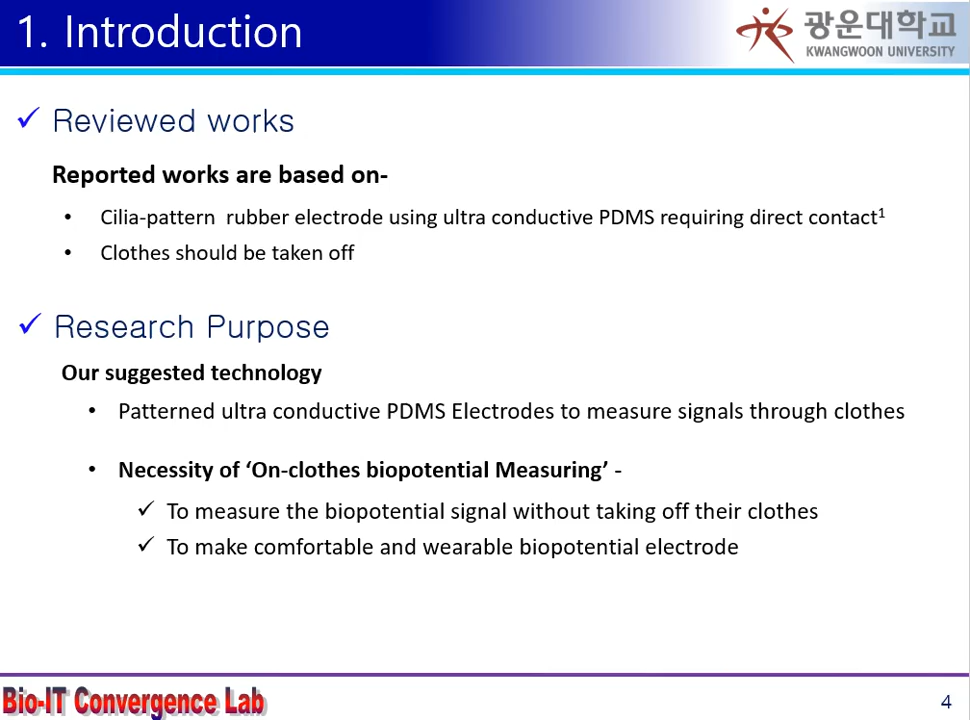 1. Introduction
광운대학교
KWANGWOON UNIVERSITY
✓ Reviewed works
Reported works are based on-
• Cilia-pattern rubber electrode using ultra conductive PDMS requiring direct contact¹
• Clothes should be taken off
✓ Research Purpose
Our suggested technology
• Patterned ultra conductive PDMS Electrodes to measure signals through clothes
• Necessity of ‘On-clothes biopotential Measuring’ -
✓ To measure the biopotential signal without taking off their clothes
✓ To make comfortable and wearable biopotential electrode
Bio-IT Convergence Lab
4